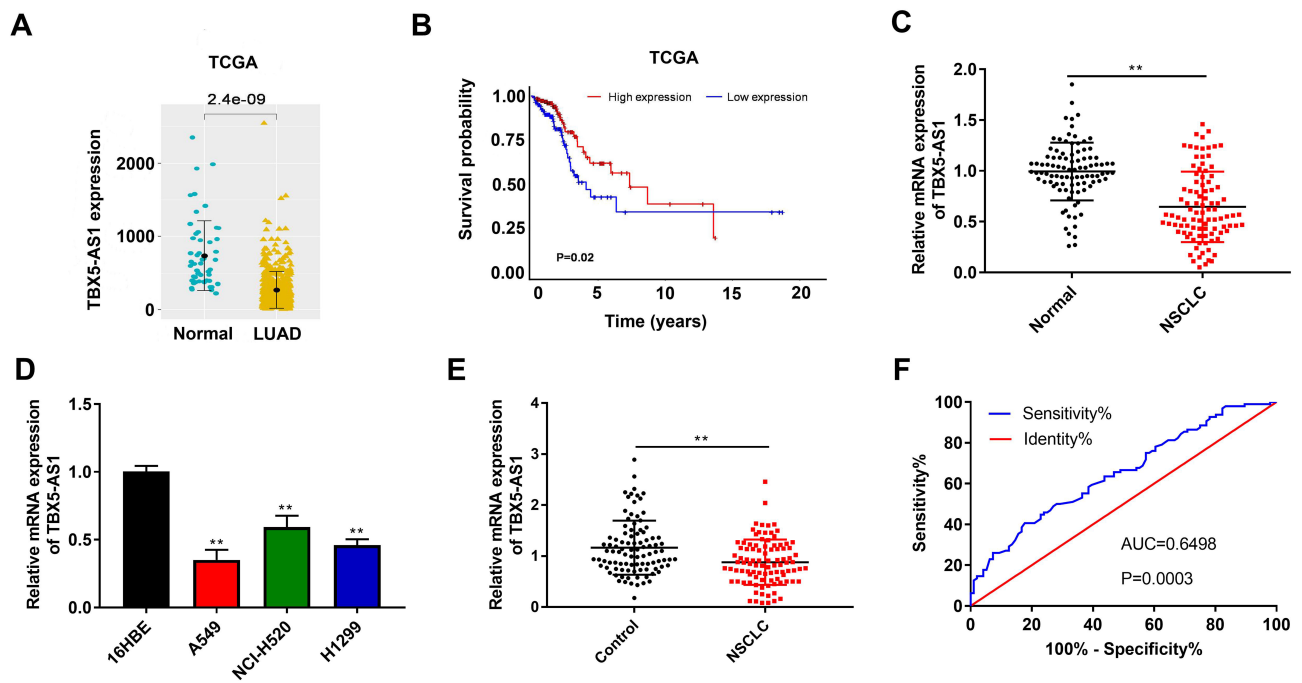 A
TCGA
2.4e-09
TBX5-AS1 expression
2000
1000
0
Normal LUAD
B
TCGA
High expression Low expression
Survival probability
1.00
0.75
0.50
0.25
0.00
P=0.02
0 5 10 15 20
Time (years)
C
Relative mRNA expression
of TBX5-AS1
2.0
1.5
1.0
0.5
0.0
**
Normal
NSCLC
D
Relative mRNA expression
of TBX5-AS1
1.5
1.0
0.5
0.0
**
**
**
16HBE
A549
NCI-H520
H1299
E
Relative mRNA expression
of TBX5-AS1
4
3
2
1
0
**
Control
NSCLC
F
Sensitivity%
100
80
60
40
20
0
Sensitivity%
Identity%
AUC=0.6498
P=0.0003
0 20 40 60 80 100
100% - Specificity%